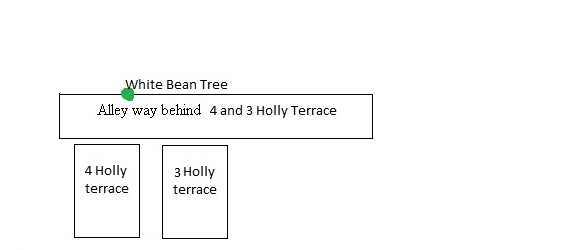 White Bean Tree
Alley way behind 4 and 3 Holly Terrace
4 Holly
terrace
3 Holly
terrace